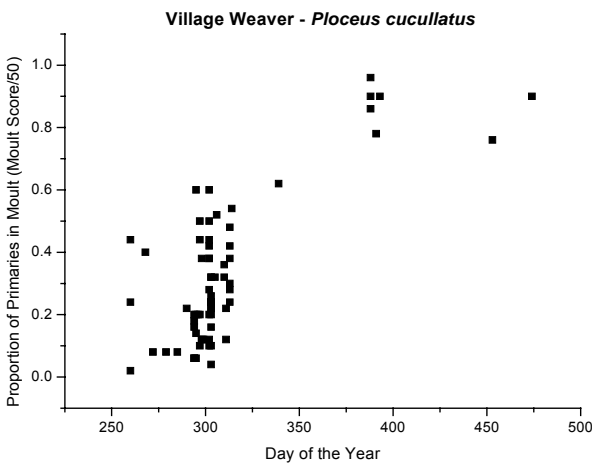 Village Weaver - Ploceus cucullatus
Proportion of Primaries in Moult (Moult Score/50)
1.0
0.8
0.6
0.4
0.2
0.0
250 300 350 400 450 500
Day of the Year